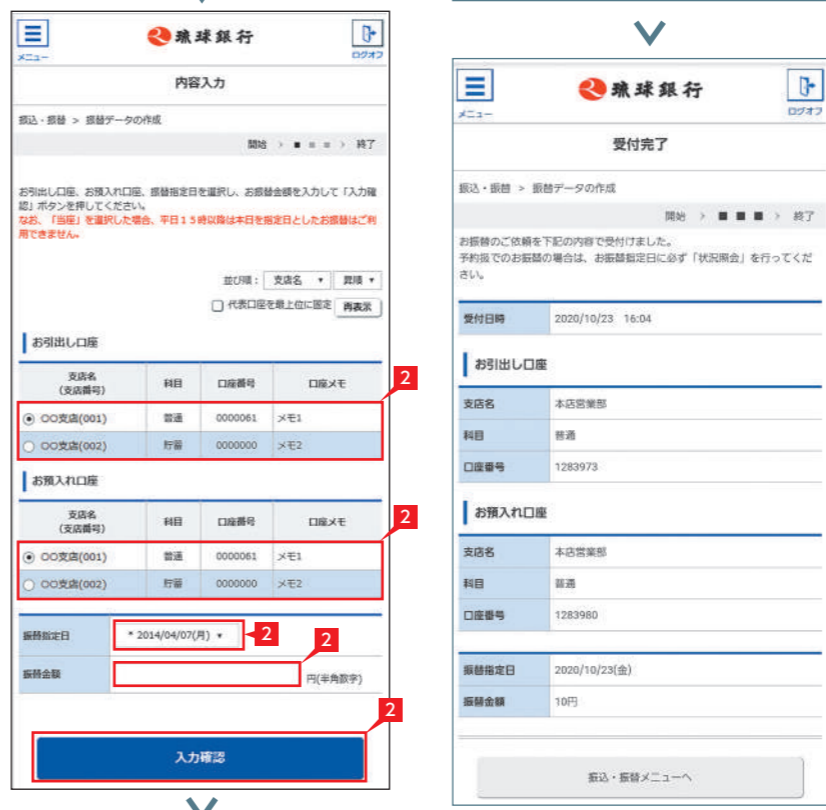 メニュー
琉球銀行
ログオフ
内容入力
振込・振替 > 振替データの作成
開始 > ■ ■ ■ > 終了
お引出し口座、お預入れ口座、振替指定日を選択し、お振替金額を入力して「入力確
認」ボタンを押してください。
なお、「当座」を選択した場合、平日15時以降は本日を指定日としたお振替はご利
用できません。
並び順： 支店名 ▼ 昇順 ▼
代表口座を最上位に固定 再表示
お引出し口座
支店名
(支店番号) 科目 口座番号 口座メモ
2
○○支店(001) 普通 0000061 メモ1
○○支店(002) 貯蓄 0000000 メモ2
お預入れ口座
支店名
(支店番号) 科目 口座番号 口座メモ
2
○○支店(001) 普通 0000061 メモ1
○○支店(002) 貯蓄 0000000 メモ2
振替指定日 * 2014/04/07(月) ▼ 2
2
振替金額 円(半角数字)
2
入力確認
メニュー
琉球銀行
ログオフ
受付完了
振込・振替 > 振替データの作成
開始 > ■ ■ ■ > 終了
お振替のご依頼を下記の内容で受付けました。
予約扱でのお振替の場合は、お振替指定日に必ず「状況照会」を行ってくだ
さい。
受付日時 2020/10/23 16:04
お引出し口座
支店名 本店営業部
科目 普通
口座番号 1283973
お預入れ口座
支店名 本店営業部
科目 普通
口座番号 1283980
振替指定日 2020/10/23(金)
振替金額 10円
振込・振替メニューへ